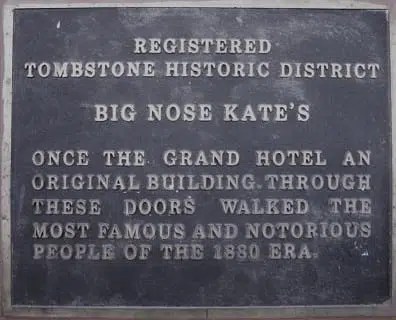 REGISTERED
TOMBSTONE HISTORIC DISTRICT
BIG NOSE KATE'S
ONCE THE GRAND HOTEL AN
ORIGINAL BUILDING. THROUGH
THESE DOORS WALKED THE
MOST FAMOUS AND NOTORIOUS
PEOPLE OF THE 1880 ERA.